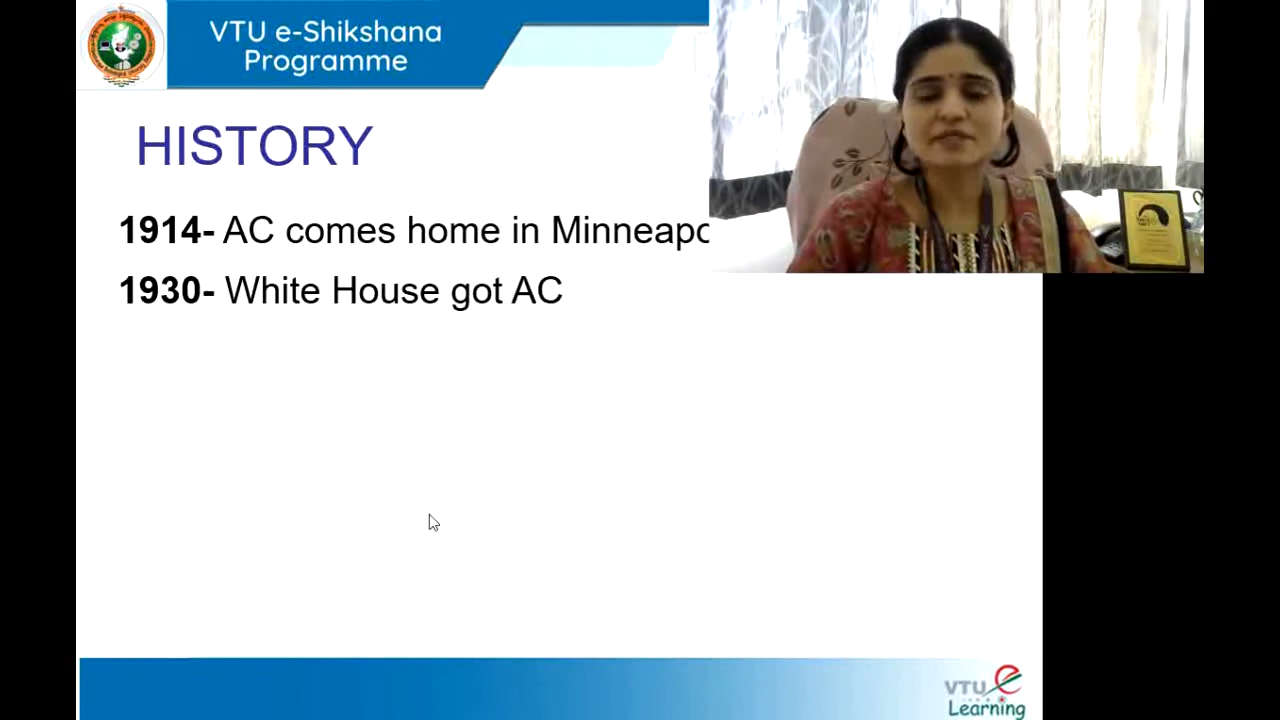 VTU e-Shikshana
Programme
HISTORY
1914- AC comes home in Minneapo
1930- White House got AC
VTU e
Learning